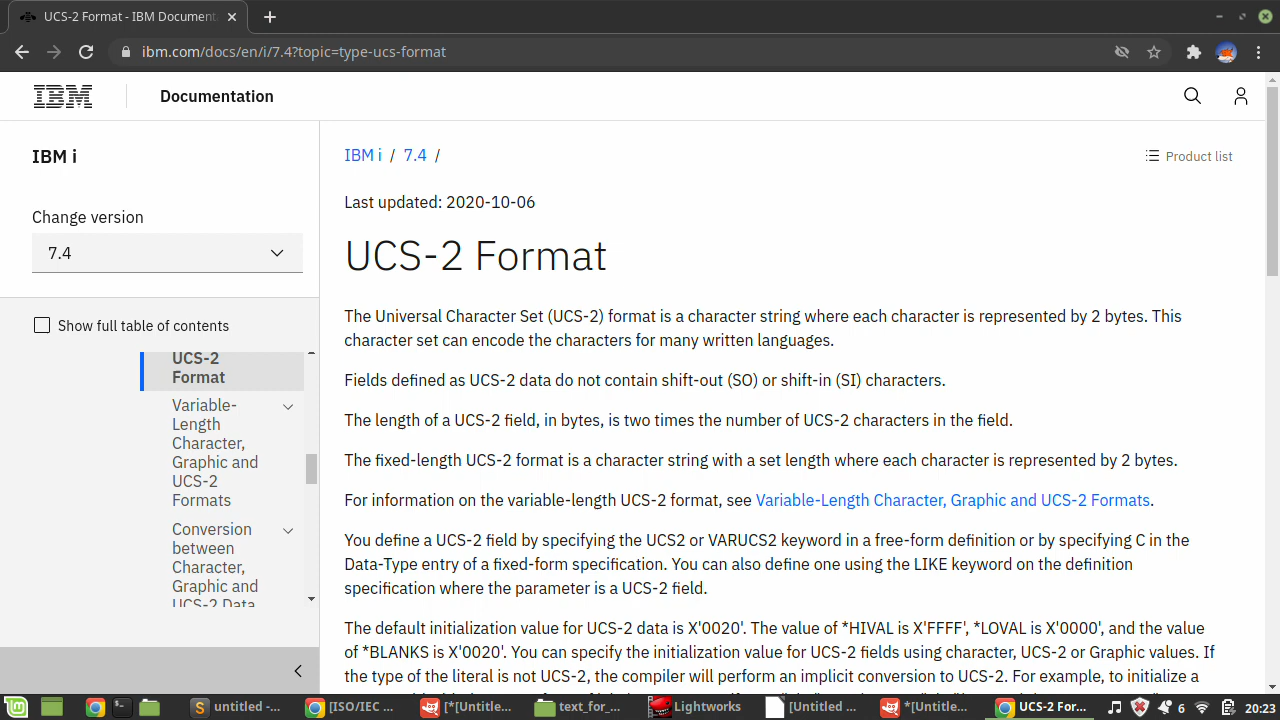 UCS-2 Format - IBM Document
ibm.com/docs/en/i/7.4?topic=type-ucs-format
IBM
Documentation
IBM i
Change version
7.4
Show full table of contents
UCS-2
Format
Variable-
Length
Character,
Graphic and
UCS-2
Formats
Conversion
between
Character,
Graphic and
UCS-2 Data
IBM i / 7.4 /
Product list
Last updated: 2020-10-06
UCS-2 Format
The Universal Character Set (UCS-2) format is a character string where each character is represented by 2 bytes. This
character set can encode the characters for many written languages.
Fields defined as UCS-2 data do not contain shift-out (SO) or shift-in (SI) characters.
The length of a UCS-2 field, in bytes, is two times the number of UCS-2 characters in the field.
The fixed-length UCS-2 format is a character string with a set length where each character is represented by 2 bytes.
For information on the variable-length UCS-2 format, see Variable-Length Character, Graphic and UCS-2 Formats.
You define a UCS-2 field by specifying the UCS2 or VARUCS2 keyword in a free-form definition or by specifying C in the
Data-Type entry of a fixed-form specification. You can also define one using the LIKE keyword on the definition
specification where the parameter is a UCS-2 field.
The default initialization value for UCS-2 data is X'0020'. The value of *HIVAL is X'FFFF', *LOVAL is X'0000', and the value
of *BLANKS is X'0020'. You can specify the initialization value for UCS-2 fields using character, UCS-2 or Graphic values. If
the type of the literal is not UCS-2, the compiler will perform an implicit conversion to UCS-2. For example, to initialize a
untitled -...
[ISO/IEC ...
[*[Untitle...
text_for_...
Lightworks
[Untitled ...
*[Untitle...
UCS-2 For...
6
20:23